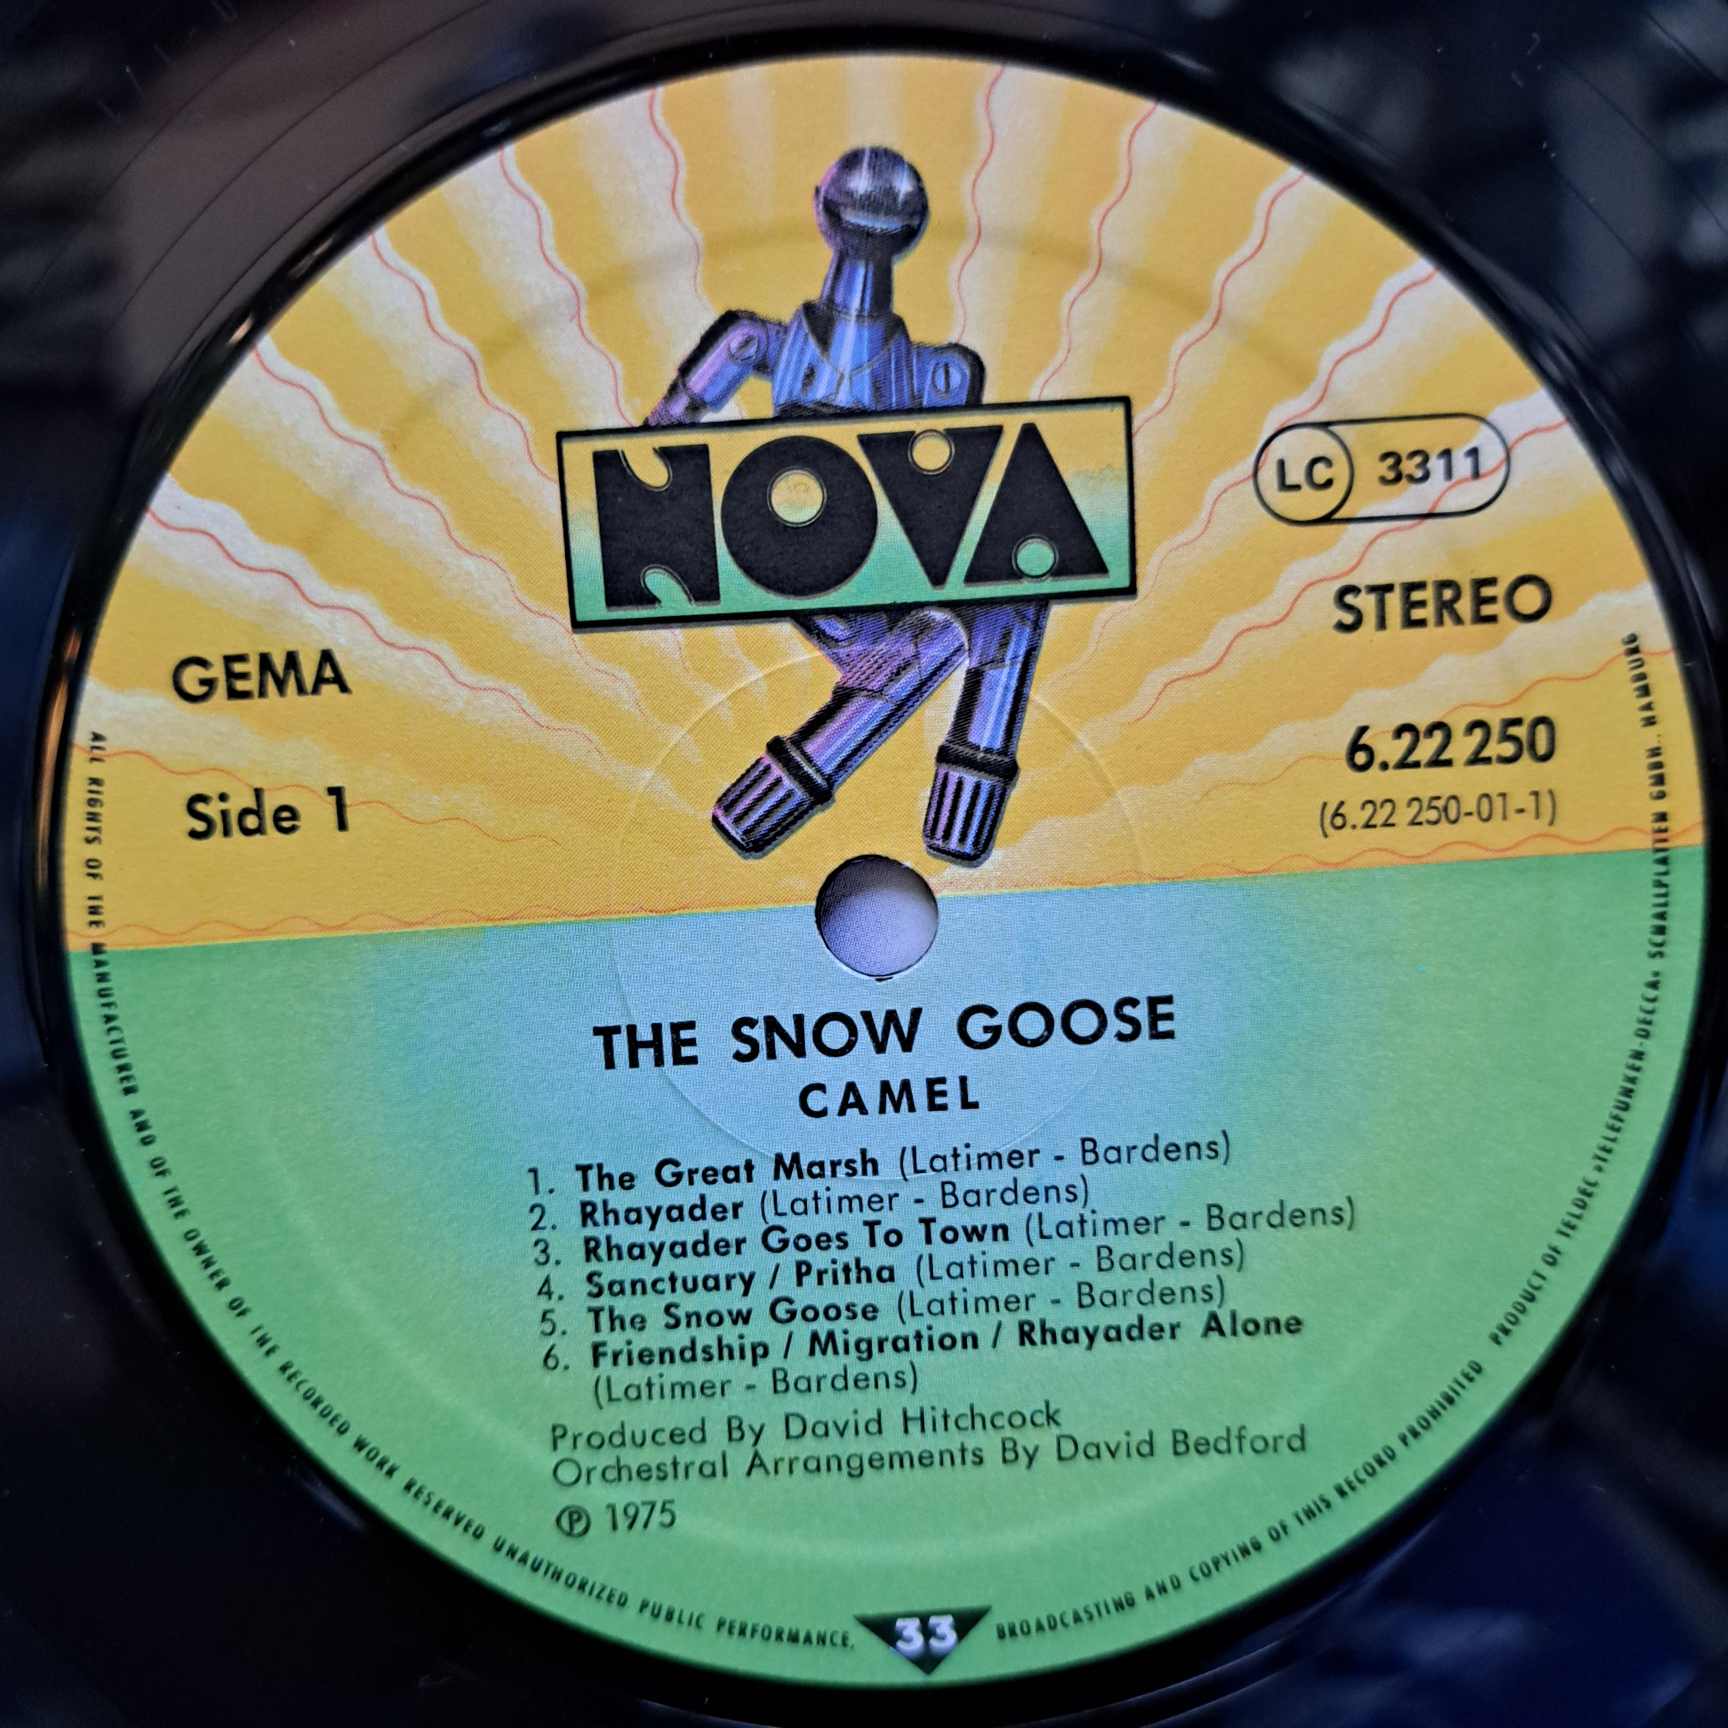 NOVA
LC 3311
STEREO
GEMA
6.22 250
Side 1
(6.22 250-01-1)
THE SNOW GOOSE
CAMEL
1. The Great Marsh (Latimer - Bardens)
2. Rhayader (Latimer - Bardens)
3. Rhayader Goes To Town (Latimer - Bardens)
4. Sanctuary / Pritha (Latimer - Bardens)
5. The Snow Goose (Latimer - Bardens)
6. Friendship / Migration / Rhayader Alone
(Latimer - Bardens)
Produced By David Hitchcock
Orchestral Arrangements By David Bedford
Ⓟ 1975
33
ALL RIGHTS OF THE MANUFACTURER AND OF THE OWNER OF THE RECORDED WORK RESERVED UNAUTHORIZED PUBLIC PERFORMANCE, BROADCASTING AND COPYING OF THIS RECORD PROHIBITED PRODUCT OF TELDEC »TELEFUNKEN-DECCA« SCHALLPLATTEN GMBH., HAMBURG